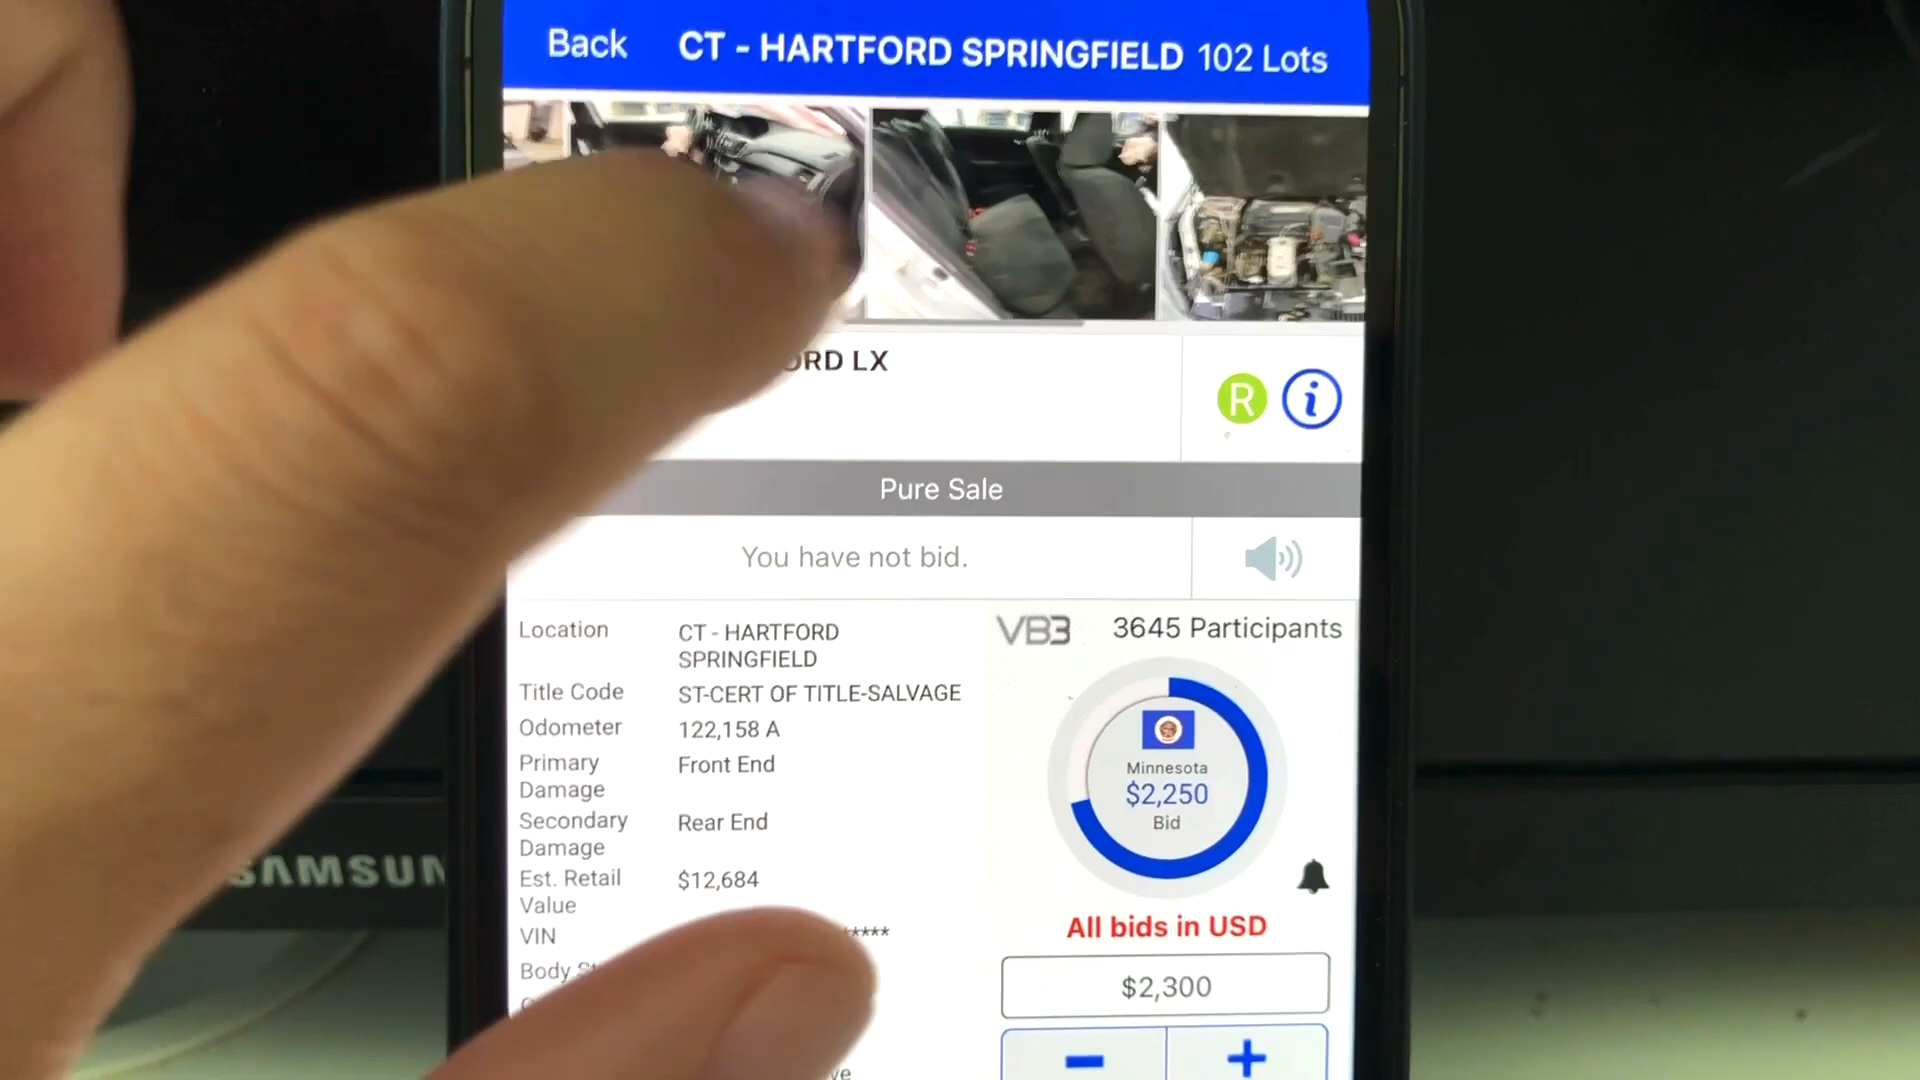 Back CT - HARTFORD SPRINGFIELD 102 Lots
ORD LX
R i
Pure Sale
You have not bid.
Location CT - HARTFORD SPRINGFIELD
Title Code ST-CERT OF TITLE-SALVAGE
Odometer 122,158 A
Primary Damage Front End
Secondary Damage Rear End
Est. Retail Value $12,684
VIN *****
Body
VB3 3645 Participants
Minnesota
$2,250
Bid
All bids in USD
$2,300
- +
SAMSUN